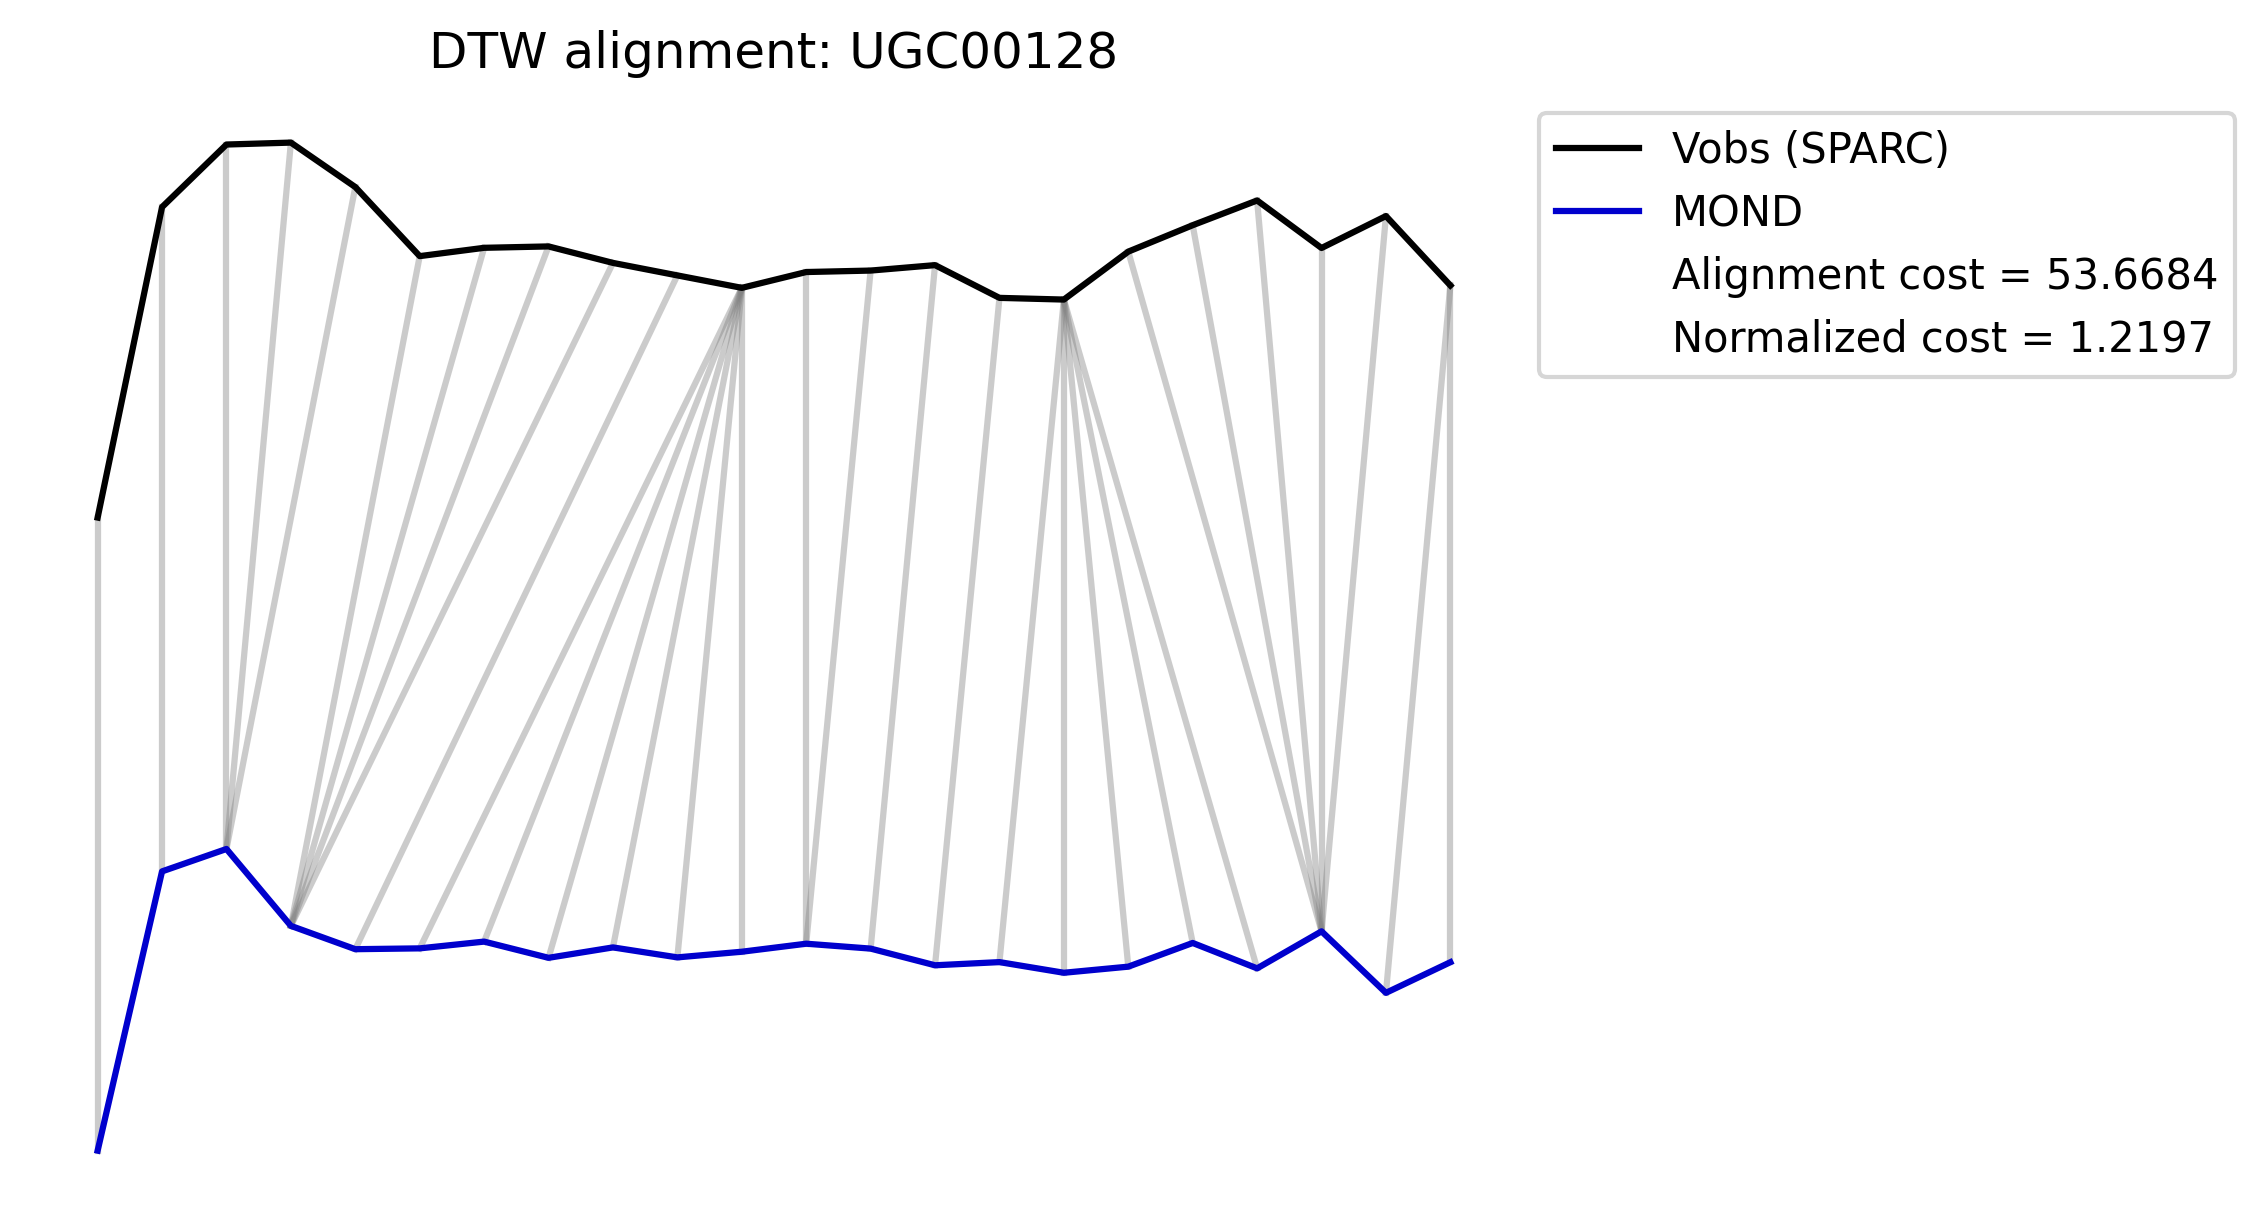 DTW alignment: UGC00128
Vobs (SPARC)
MOND
Alignment cost = 53.6684
Normalized cost = 1.2197